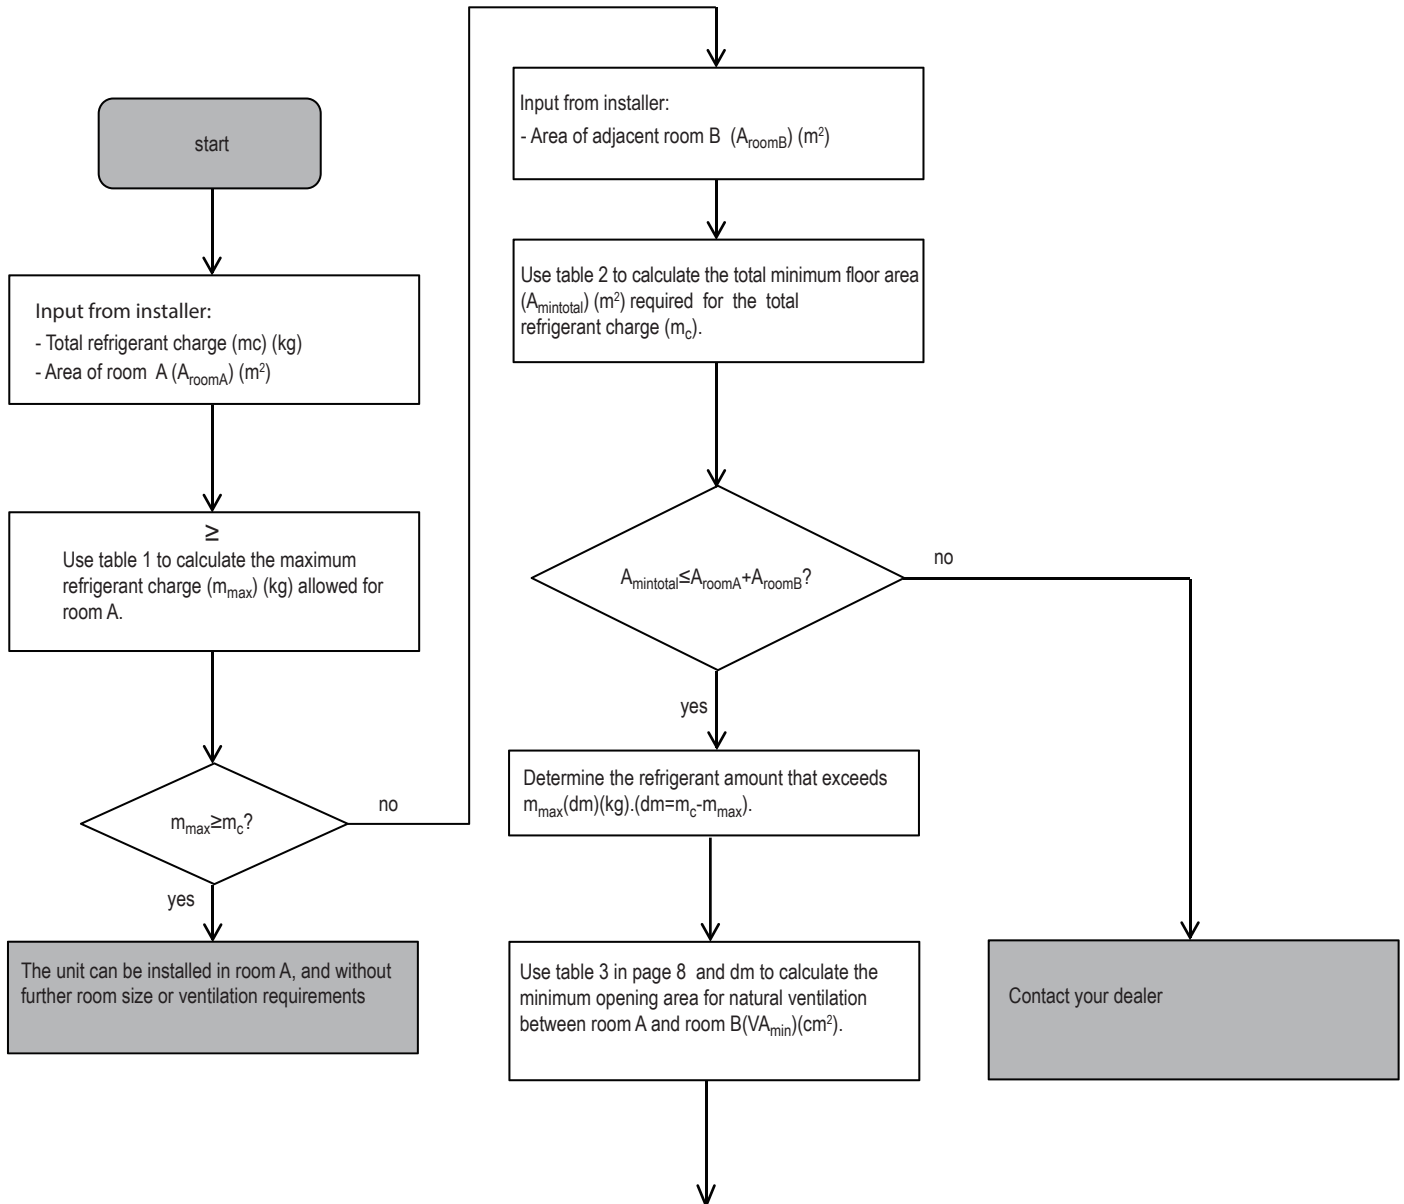 start
Input from installer:
- Total refrigerant charge (mc) (kg)
- Area of room A (AroomA) (m²)
≥
Use table 1 to calculate the maximum
refrigerant charge (mmax) (kg) allowed for
room A.
mmax≥mc?
no
yes
The unit can be installed in room A, and without
further room size or ventilation requirements
Input from installer:
- Area of adjacent room B (AroomB) (m²)
Use table 2 to calculate the total minimum floor area
(Amintotal) (m²) required for the total
refrigerant charge (mc).
Amintotal≤AroomA+AroomB?
no
yes
Determine the refrigerant amount that exceeds
mmax(dm)(kg).(dm=mc-mmax).
Use table 3 in page 8 and dm to calculate the
minimum opening area for natural ventilation
between room A and room B(VAmin)(cm²).
Contact your dealer